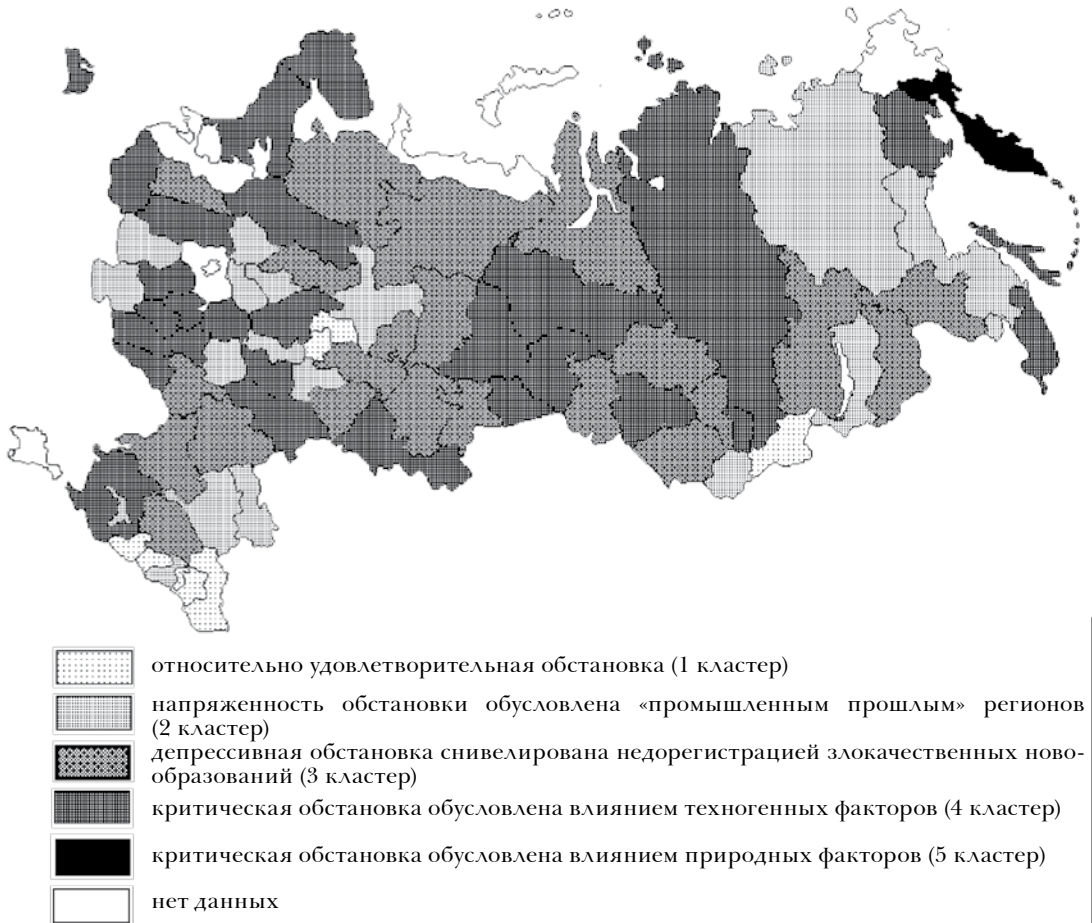 относительно удовлетворительная обстановка (1 кластер)
напряженность обстановки обусловлена «промышленным прошлым» регионов
(2 кластер)
депрессивная обстановка снивелирована недорегистрацией злокачественных ново-
образований (3 кластер)
критическая обстановка обусловлена влиянием техногенных факторов (4 кластер)
критическая обстановка обусловлена влиянием природных факторов (5 кластер)
нет данных